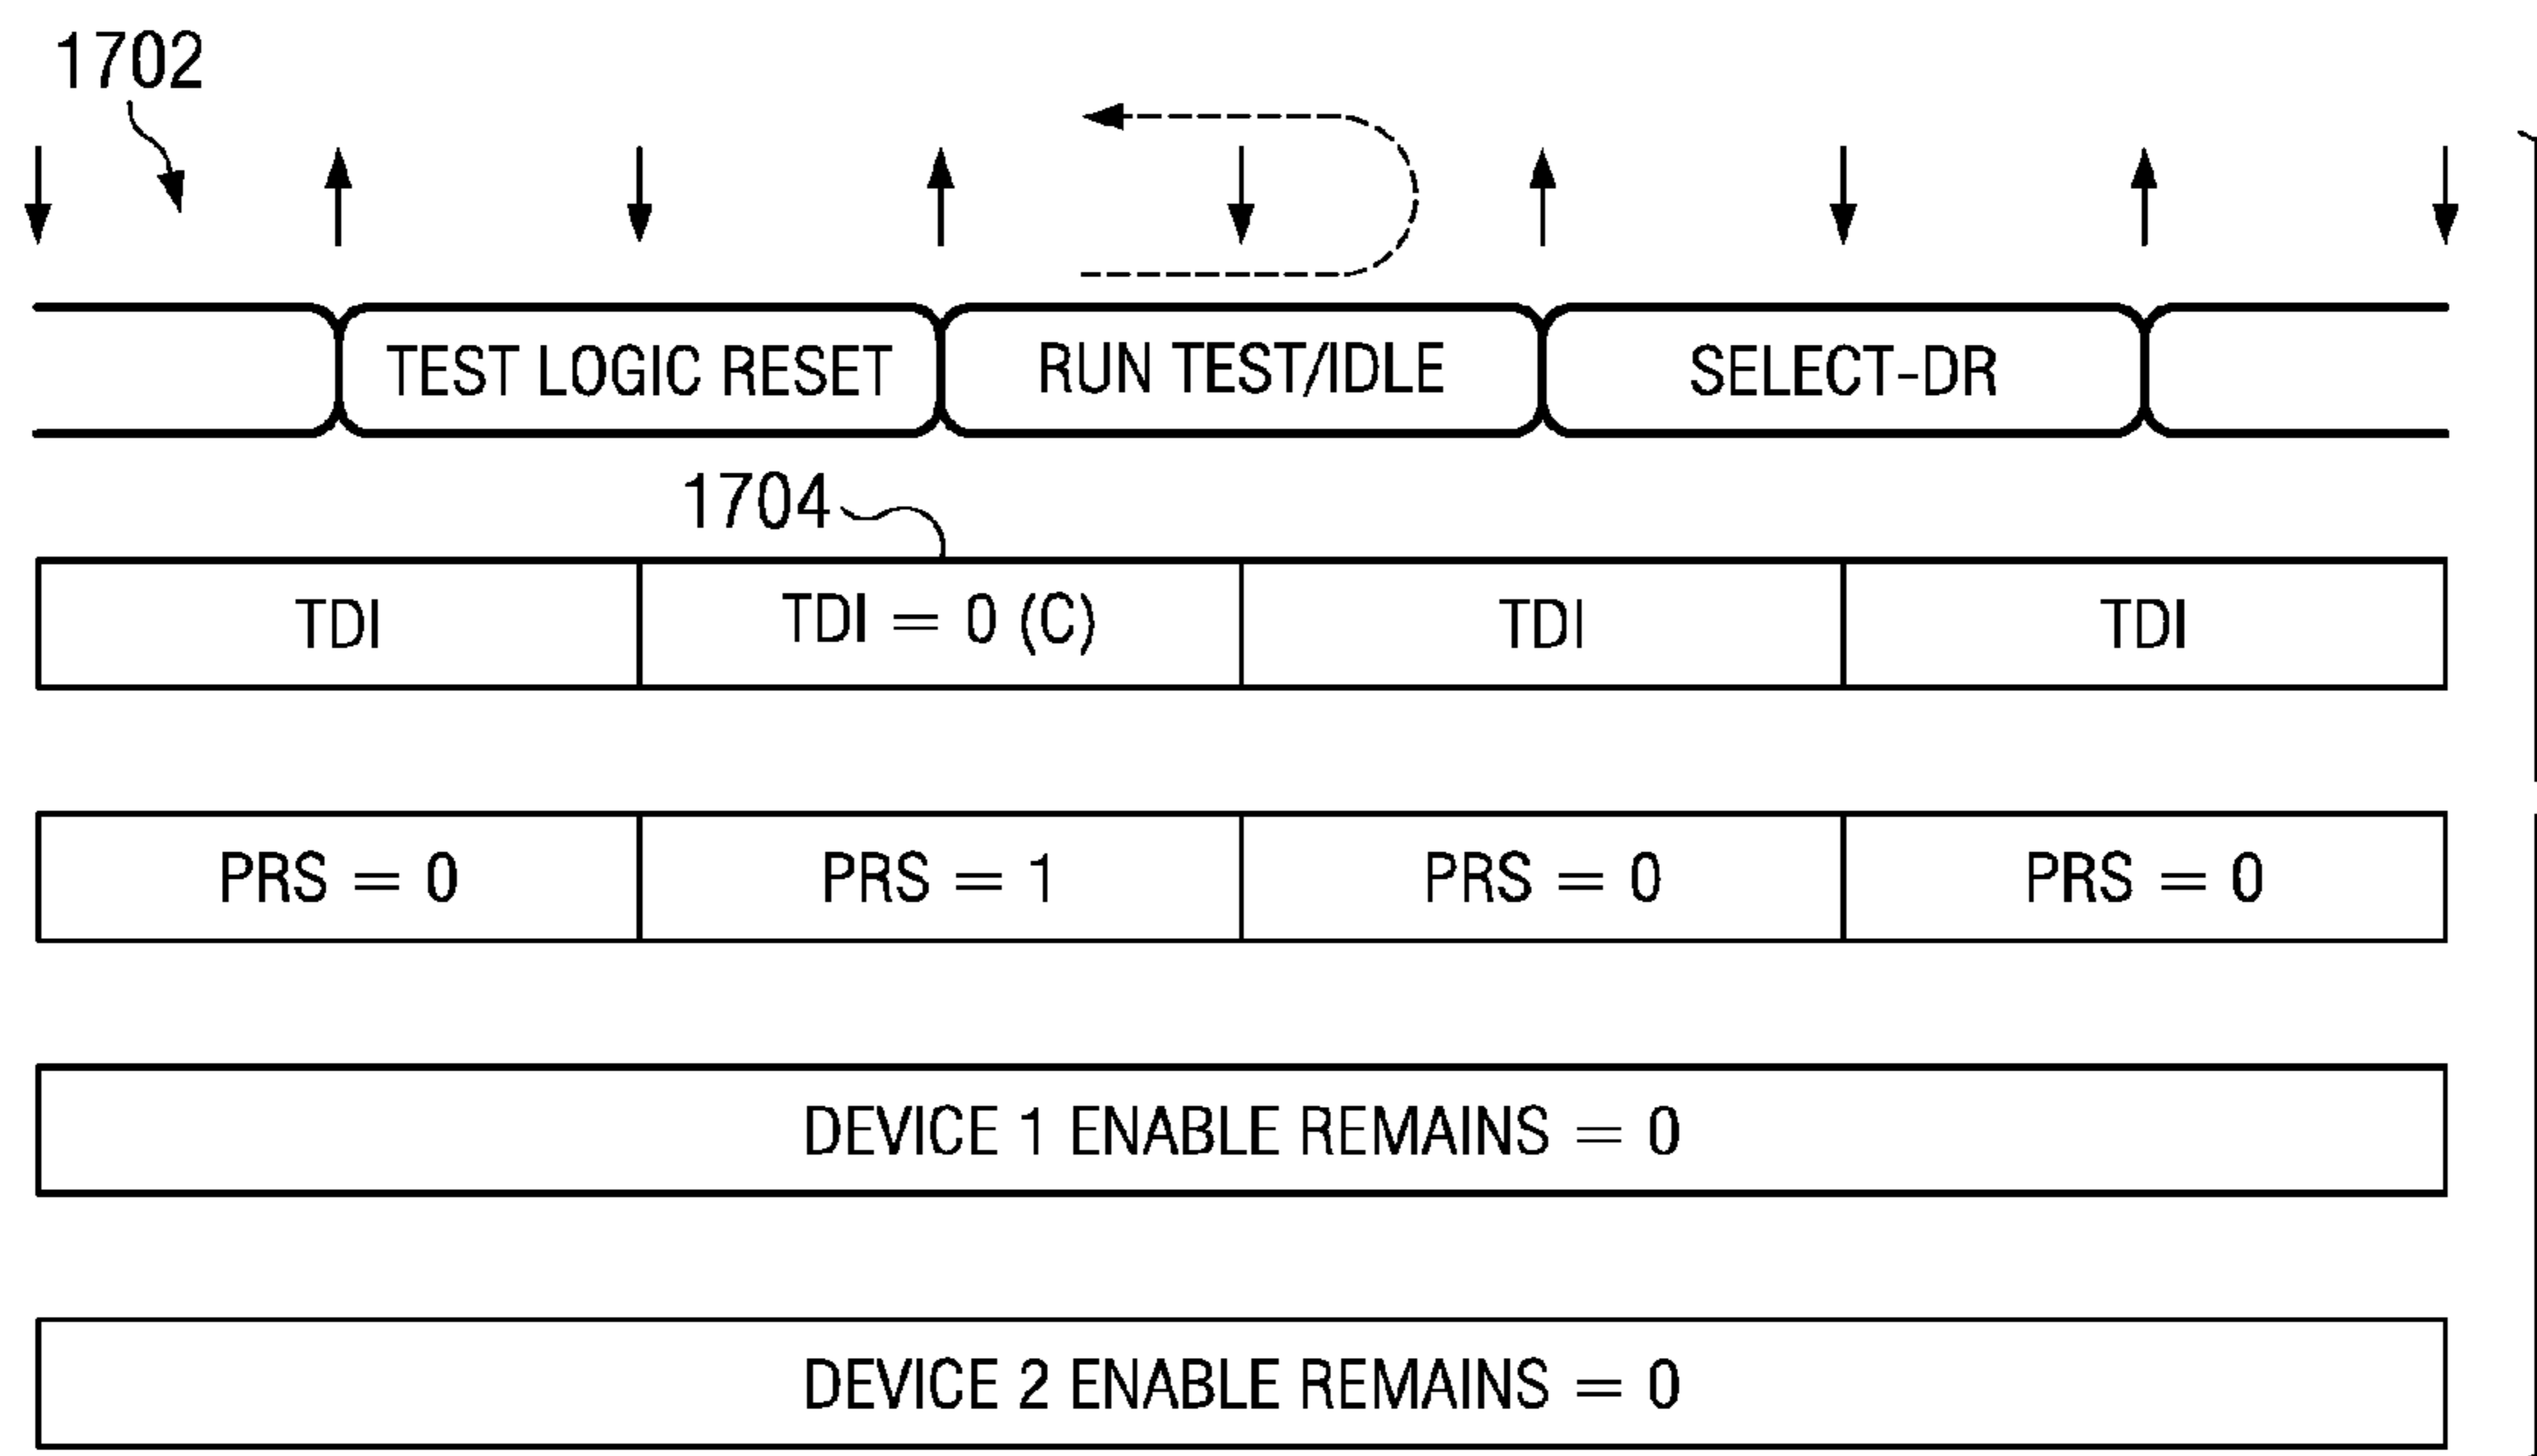 1702
TEST LOGIC RESET RUN TEST/IDLE SELECT-DR
1704
TDI TDI = 0 (C) TDI TDI
PRS = 0 PRS = 1 PRS = 0 PRS = 0
DEVICE 1 ENABLE REMAINS = 0
DEVICE 2 ENABLE REMAINS = 0